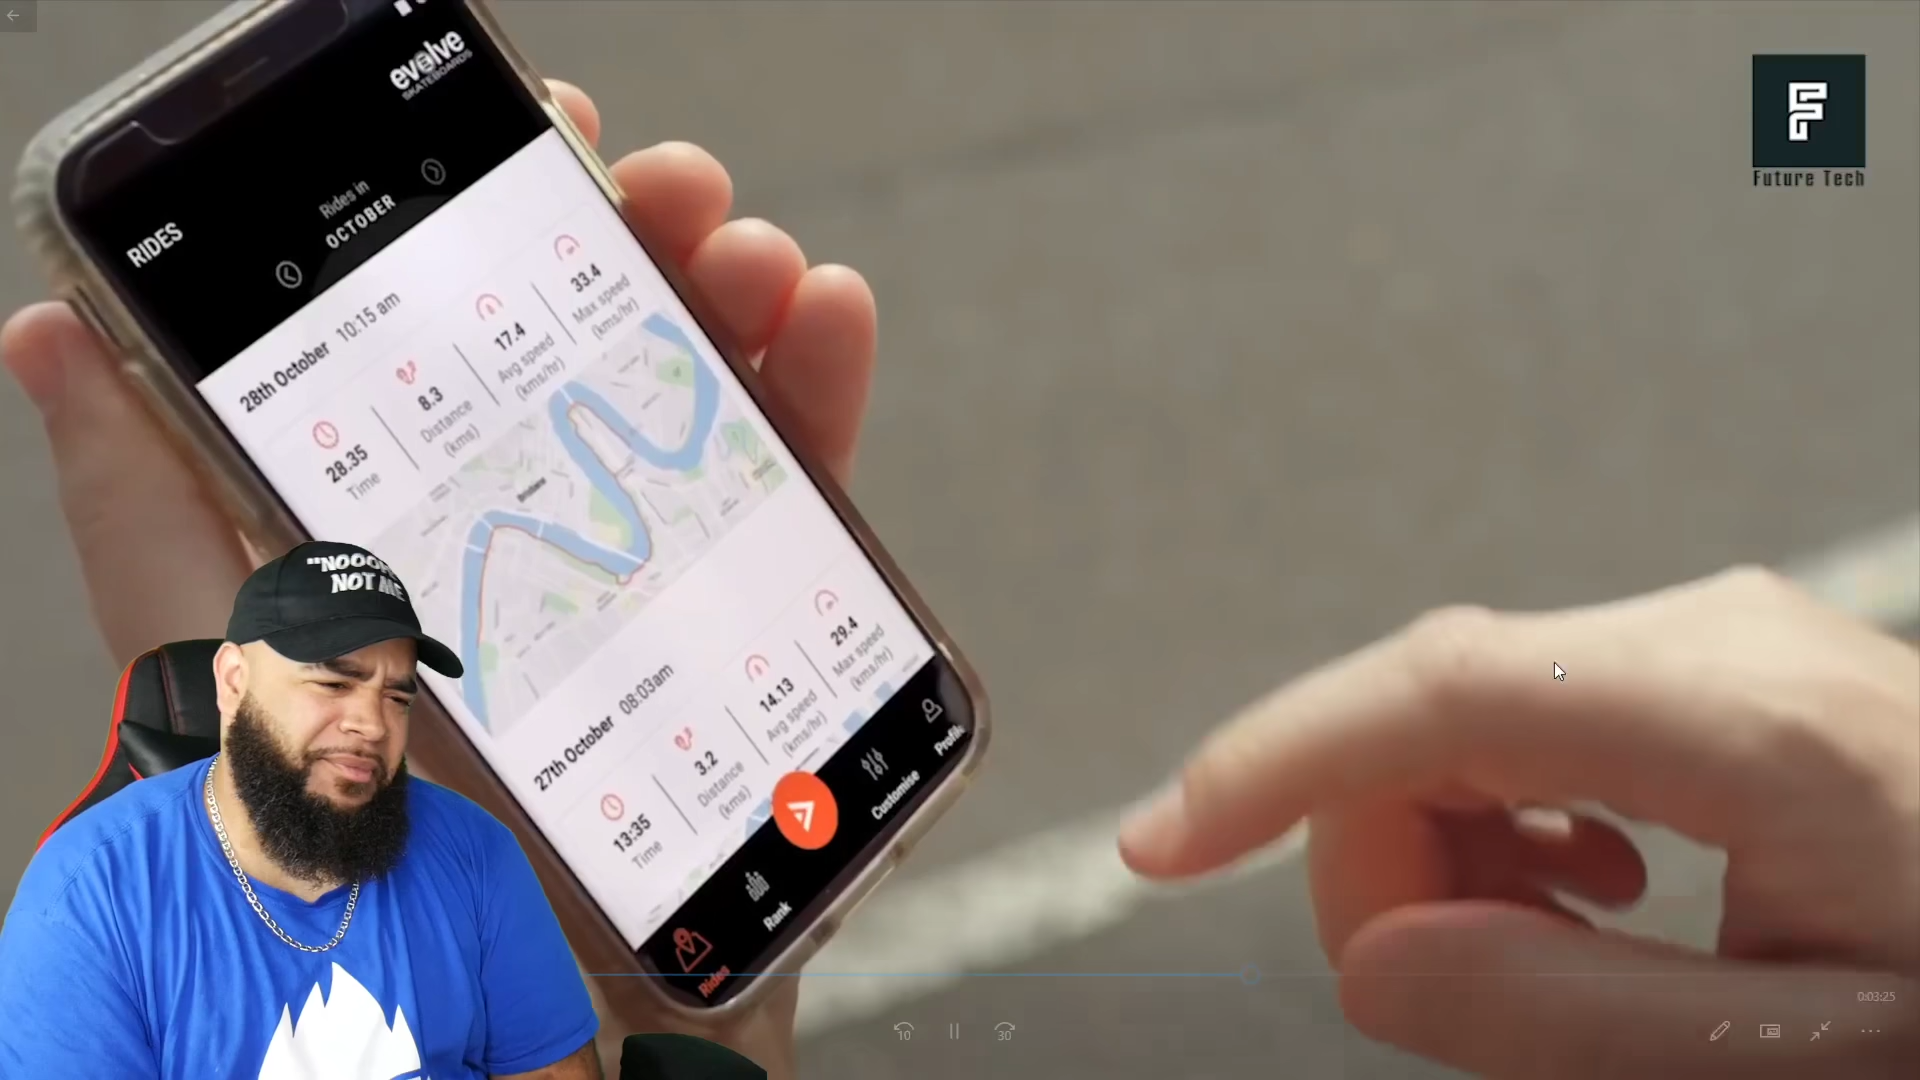 evolve
SKATEBOARDS
RIDES
Rides in
OCTOBER
28th October 10:15 am
28.35
Time
8.3
Distance
(kms)
17.4
Avg speed
(kms/hr)
33.4
Max speed
(kms/hr)
Brisbane
27th October 08:03am
13:35
Time
3.2
Distance
(kms)
14.13
Avg speed
(kms/hr)
29.4
Max speed
(kms/hr)
Rides
Rank
Customise
Profile
F
Future Tech
NOT ME
0:03:25
10
30